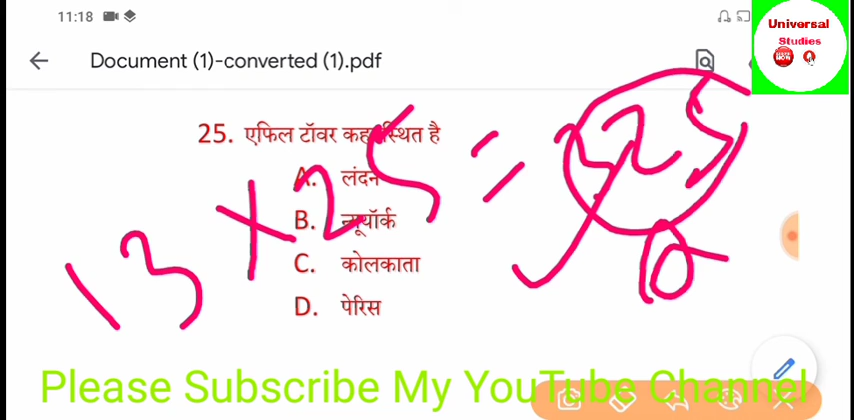 11:18
Universal
Studies
Document (1)-converted (1).pdf
25. एफिल टॉवर कहा स्थित है
A. लंदन
B. न्यूयॉर्क
C. कोलकाता
D. पेरिस
13 × 25 = 325
Please Subscribe My YouTube Channel